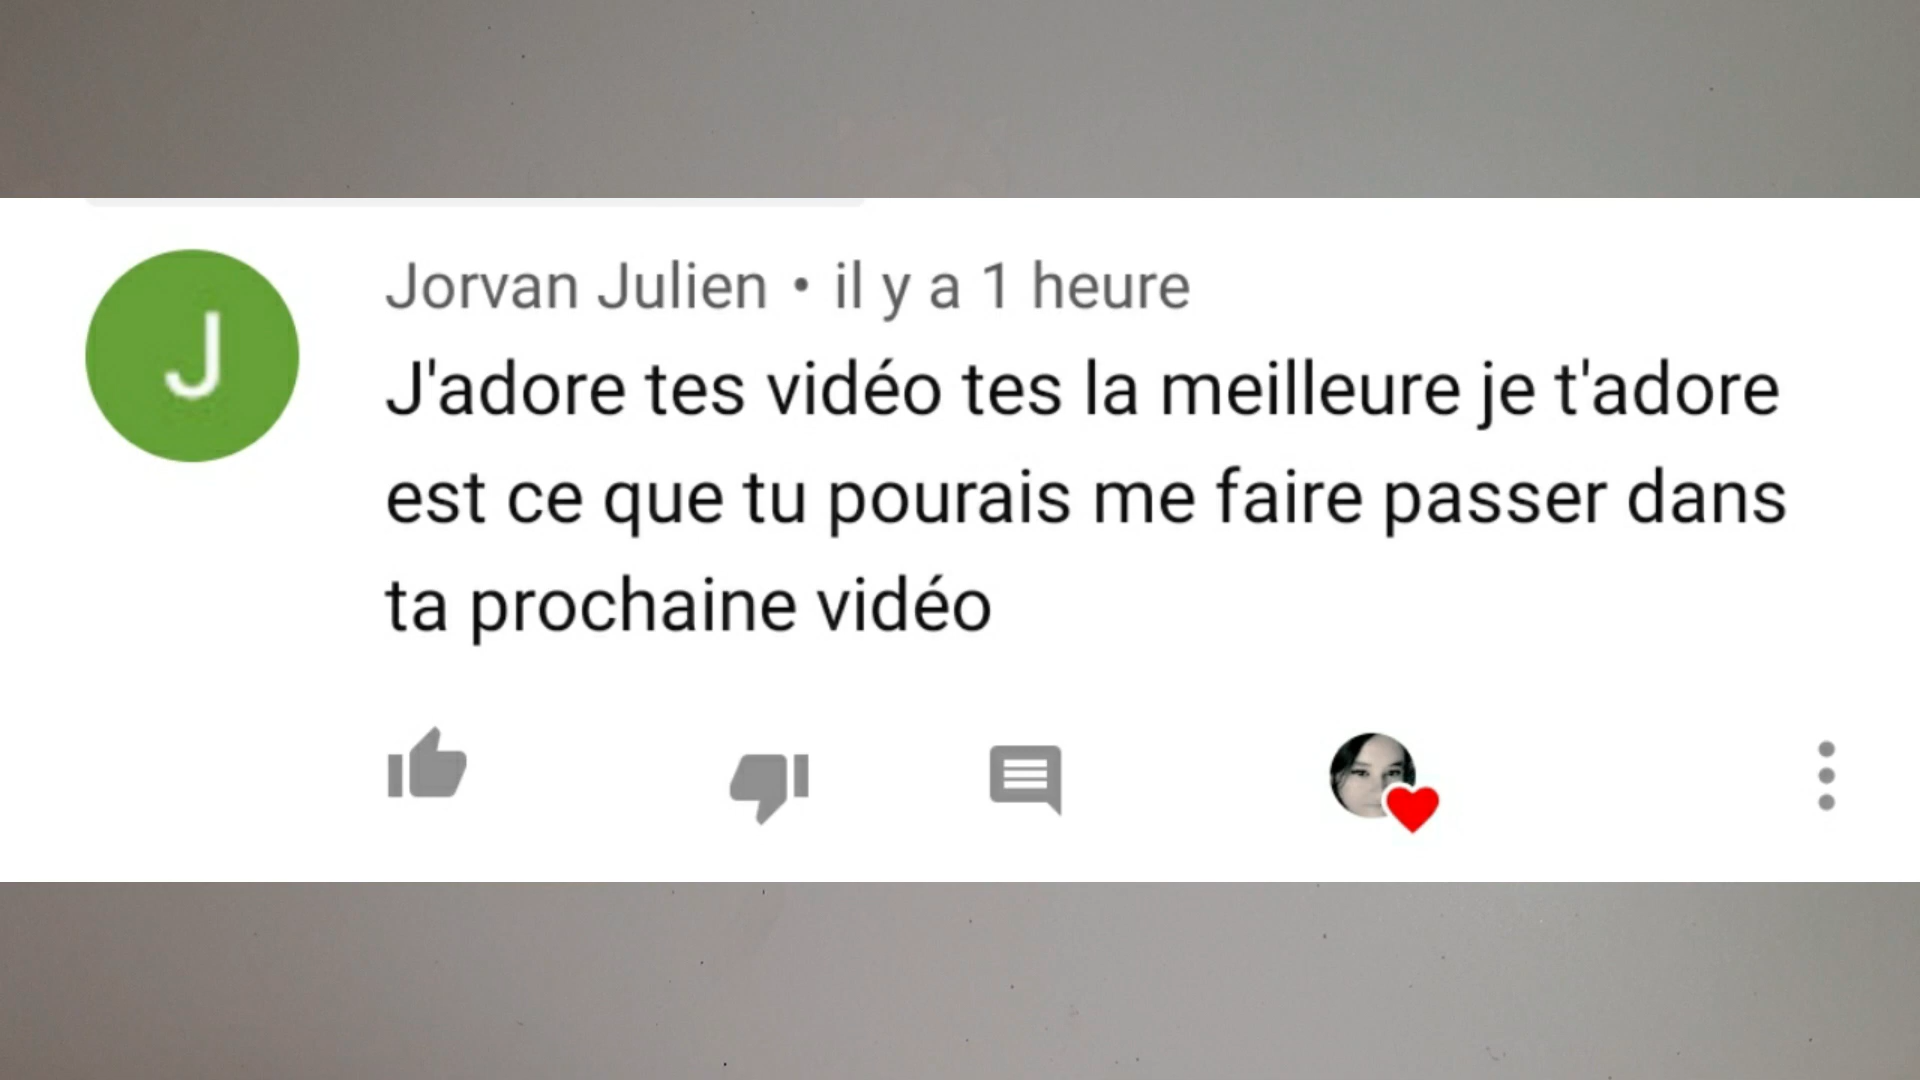 J
Jorvan Julien • il y a 1 heure
J'adore tes vidéo tes la meilleure je t'adore
est ce que tu pourais me faire passer dans
ta prochaine vidéo